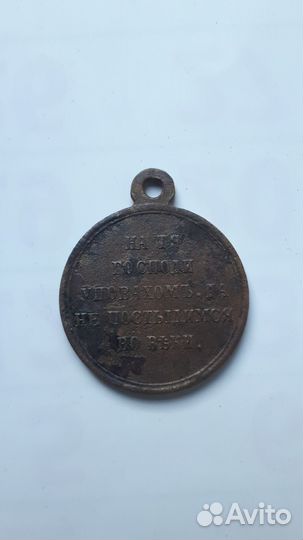 НА ТЯ
ГОСПОДИ
УПОВАХОМЪ, ДА
НЕ ПОСТЫДИМСЯ
ВО ВѢКИ.
Avito